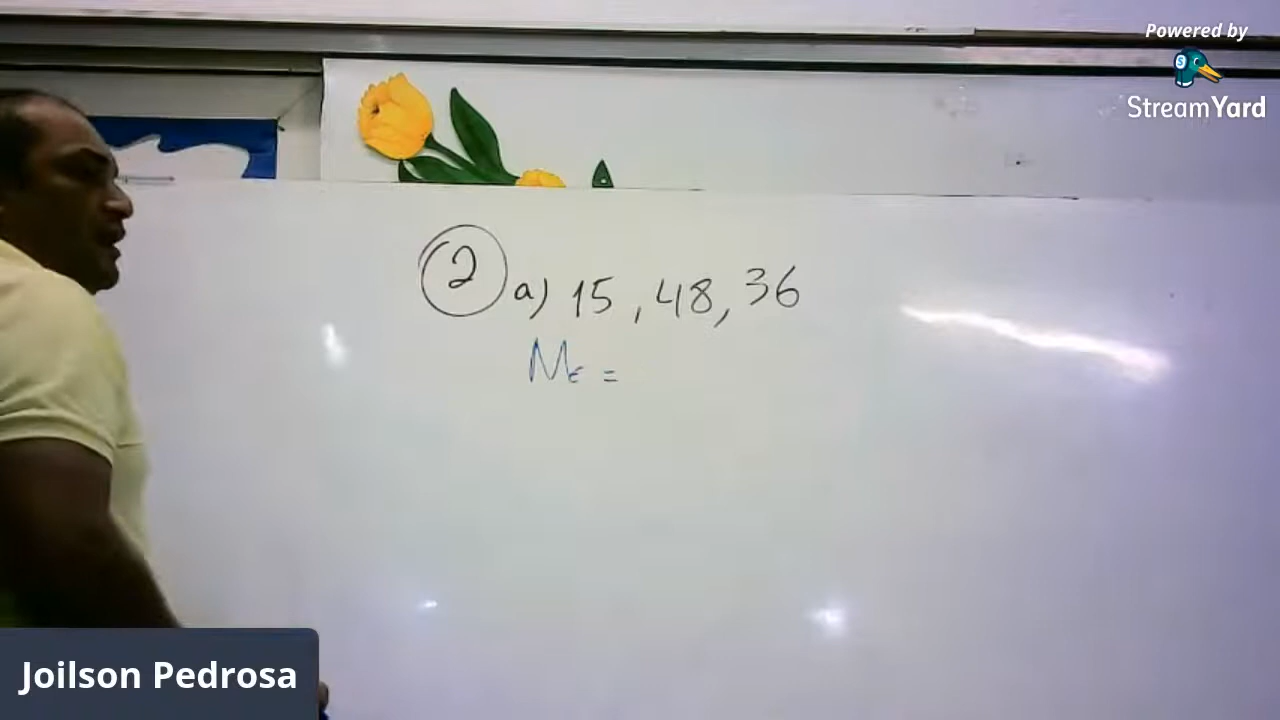 Powered by
StreamYard
2 a) 15, 48, 36
Me =
Joilson Pedrosa